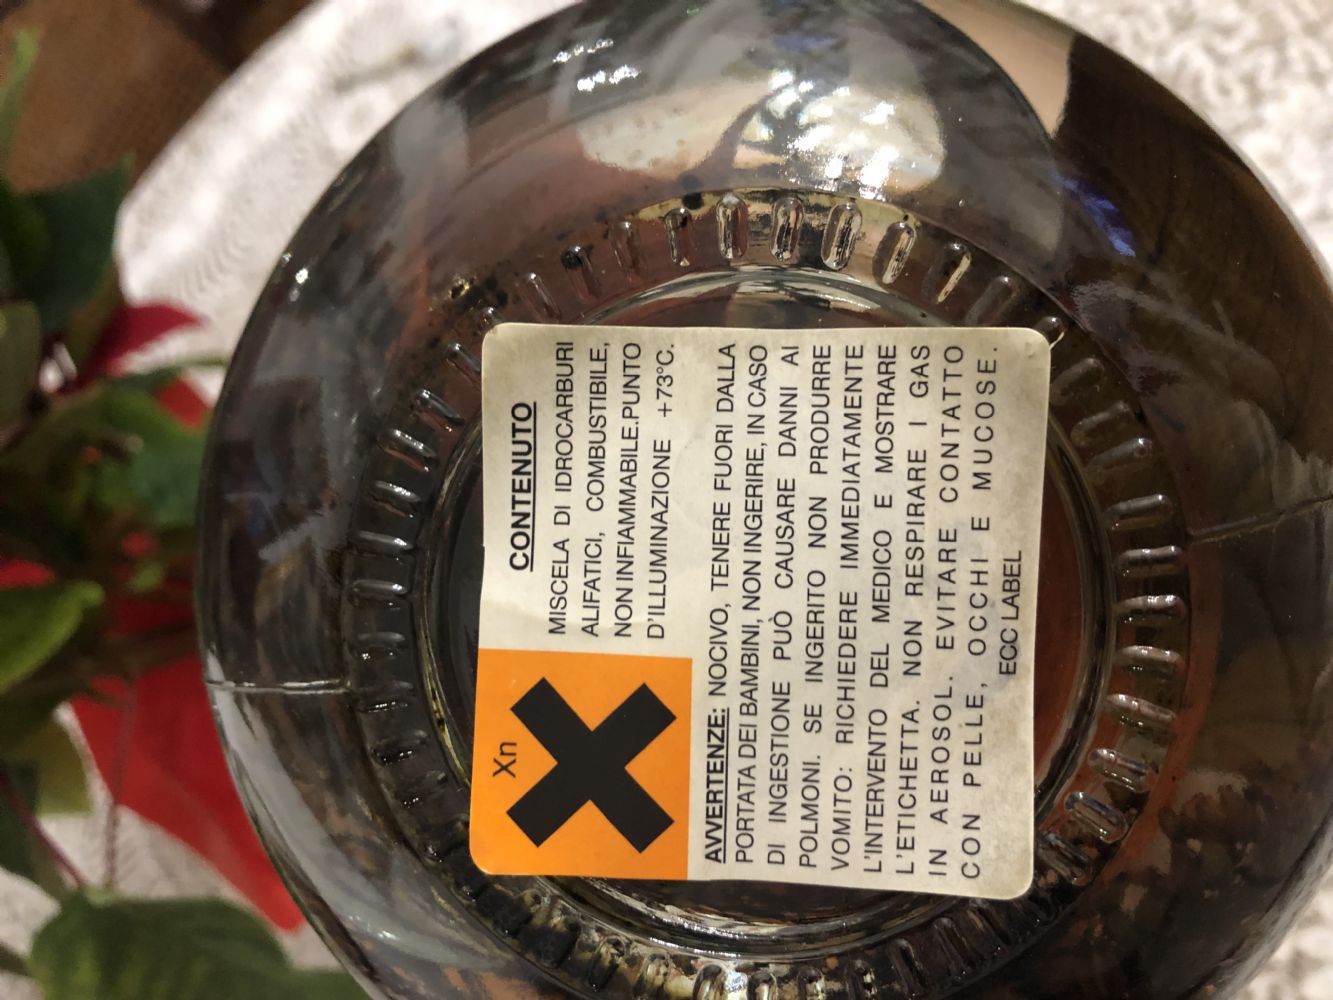 CONTENUTO
MISCELA DI IDROCARBURI
ALIFATICI, COMBUSTIBILE,
NON INFIAMMABILE.PUNTO
D'ILLUMINAZIONE +73°C.
Xn
AVVERTENZE: NOCIVO, TENERE FUORI DALLA
PORTATA DEI BAMBINI, NON INGERIRE, IN CASO
DI INGESTIONE PUÒ CAUSARE DANNI AI
POLMONI. SE INGERITO NON PRODURRE
VOMITO: RICHIEDERE IMMEDIATAMENTE
L'INTERVENTO DEL MEDICO E MOSTRARE
L'ETICHETTA. NON RESPIRARE I GAS
IN AEROSOL. EVITARE CONTATTO
CON PELLE, OCCHI E MUCOSE.
ECC LABEL